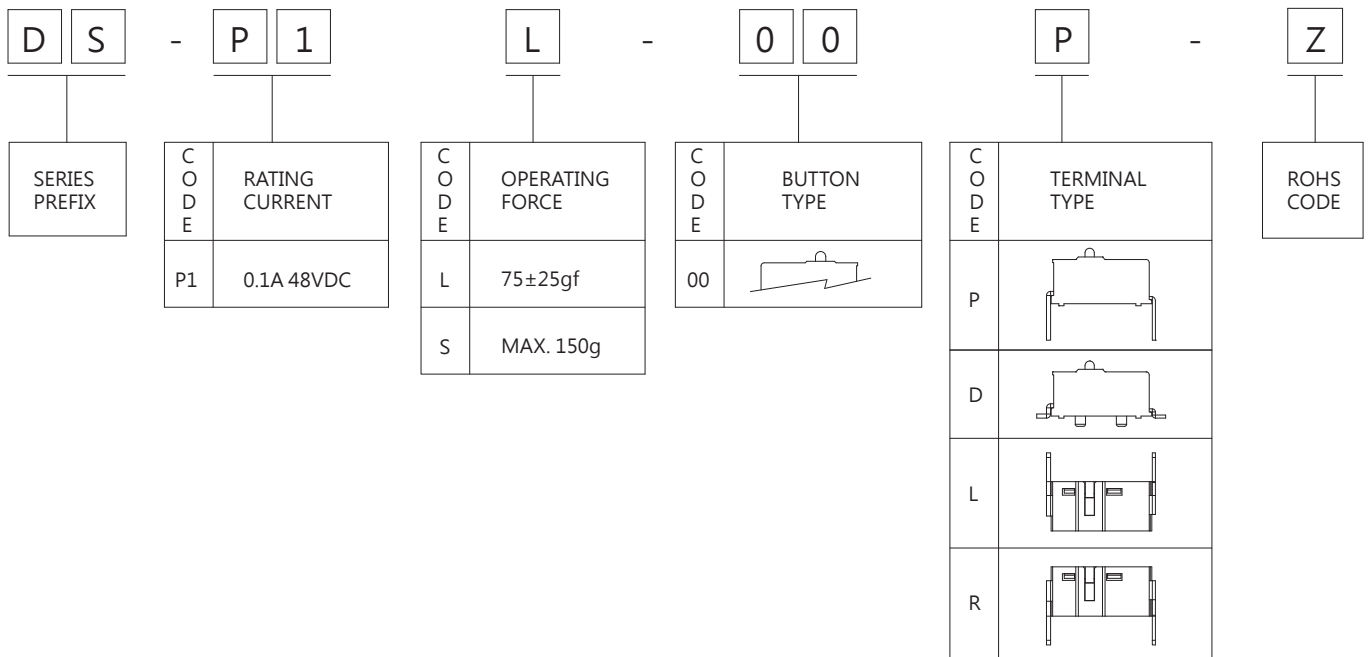 D S - P 1 L - 0 0 P - Z
SERIES
PREFIX
C
O
D
E
RATING
CURRENT
P1 0.1A 48VDC
C
O
D
E
OPERATING
FORCE
L 75±25gf
S MAX. 150g
C
O
D
E
BUTTON
TYPE
00
C
O
D
E
TERMINAL
TYPE
P
D
L
R
ROHS
CODE